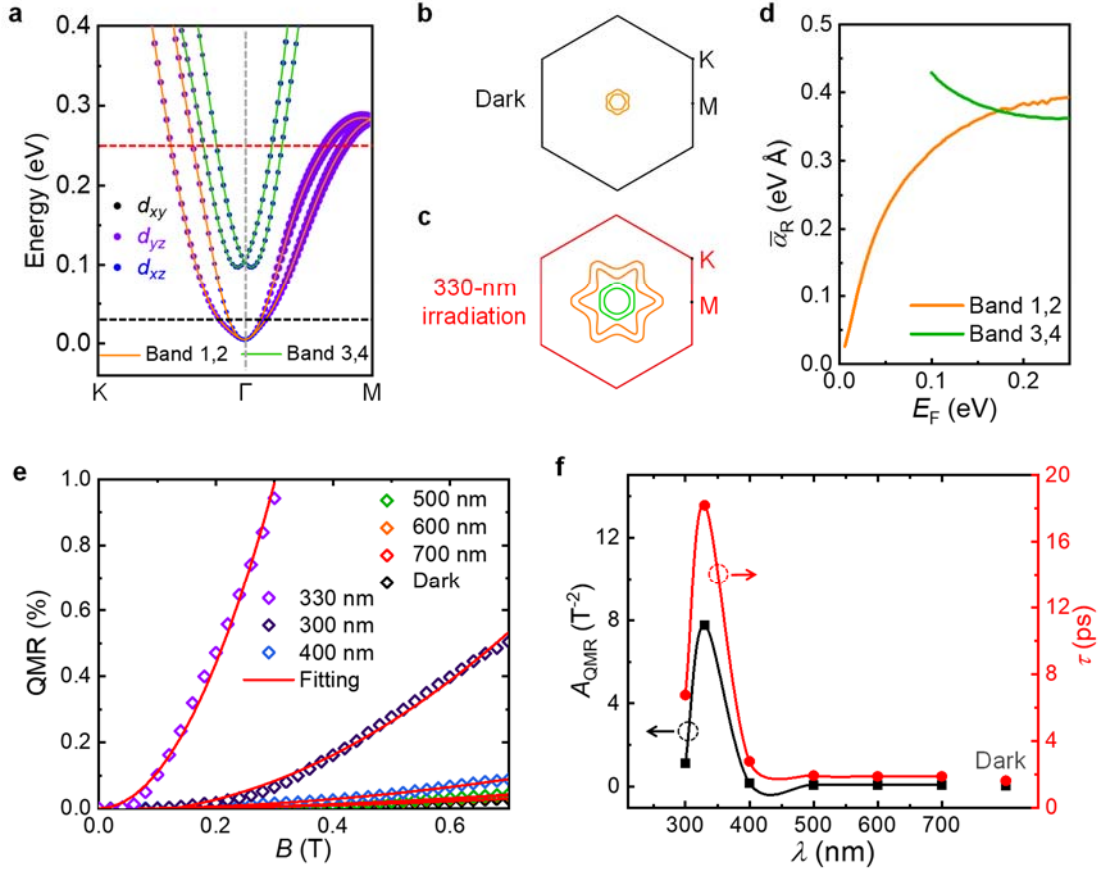 a
0.4
0.3
0.2
0.1
0.0
Energy (eV)
d_xy
d_yz
d_xz
Band 1,2
Band 3,4
K
Γ
M
b
Dark
K
M
c
330-nm
irradiation
K
M
d
0.5
0.4
0.3
0.2
0.1
0.0
ᾱ_R (eV Å)
Band 1,2
Band 3,4
0.0
0.1
0.2
E_F (eV)
e
1.0
0.8
0.6
0.4
0.2
0.0
QMR (%)
500 nm
600 nm
700 nm
Dark
330 nm
300 nm
400 nm
Fitting
0.0
0.2
0.4
0.6
B (T)
f
12
8
4
0
A_QMR (T^-2)
20
16
12
8
4
0
τ (ps)
Dark
300
400
500
600
700
λ (nm)